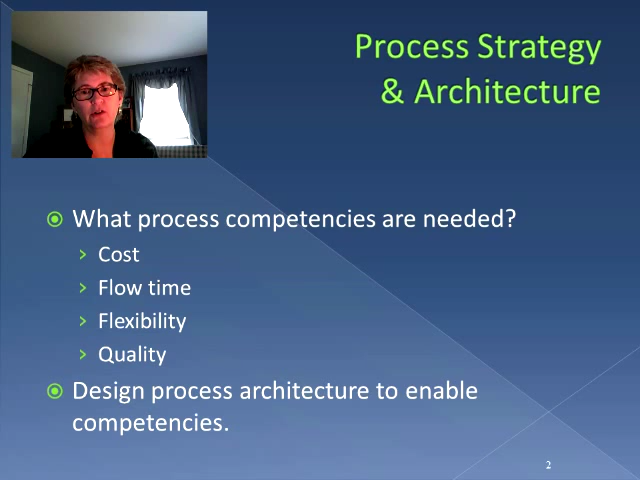 Process Strategy
& Architecture
What process competencies are needed?
Cost
Flow time
Flexibility
Quality
Design process architecture to enable
competencies.
2